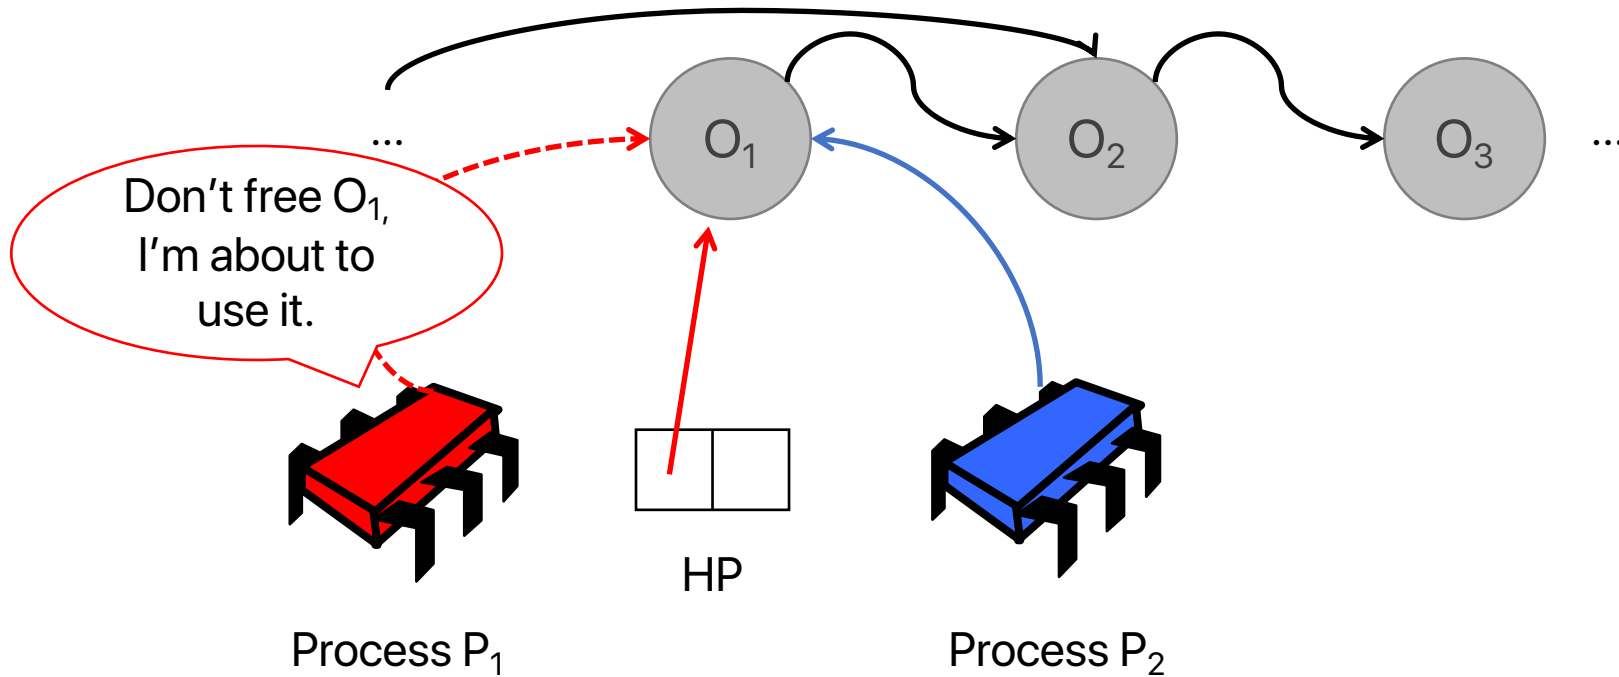 O₁
O₂
O₃
...
...
Don't free O₁,
I'm about to
use it.
HP
Process P₁
Process P₂